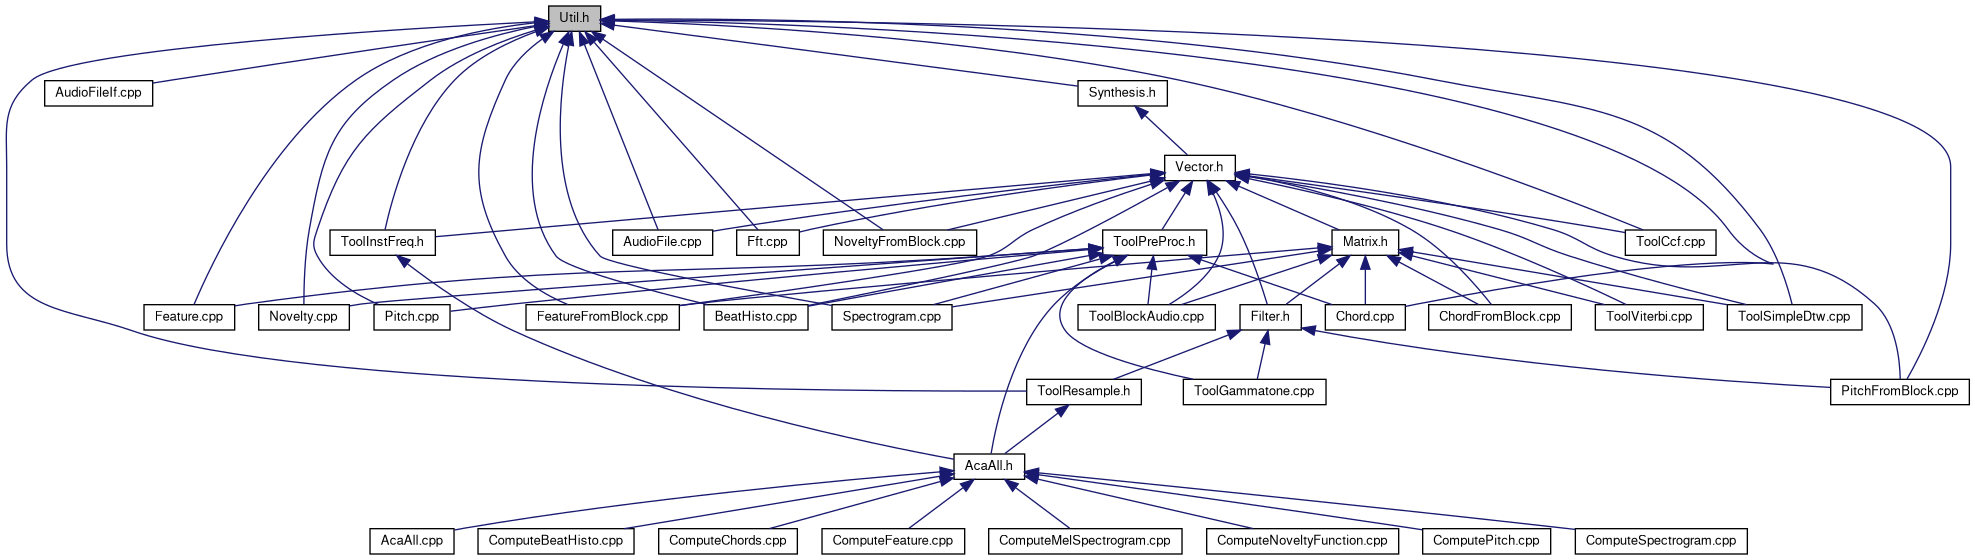 Util.h
AudioFileIf.cpp
Synthesis.h
Vector.h
ToolInstFreq.h
AudioFile.cpp
Fft.cpp
NoveltyFromBlock.cpp
ToolPreProc.h
Matrix.h
ToolCcf.cpp
Feature.cpp
Novelty.cpp
Pitch.cpp
FeatureFromBlock.cpp
BeatHisto.cpp
Spectrogram.cpp
ToolBlockAudio.cpp
Filter.h
Chord.cpp
ChordFromBlock.cpp
ToolViterbi.cpp
ToolSimpleDtw.cpp
ToolResample.h
ToolGammatone.cpp
PitchFromBlock.cpp
AcaAll.h
AcaAll.cpp
ComputeBeatHisto.cpp
ComputeChords.cpp
ComputeFeature.cpp
ComputeMelSpectrogram.cpp
ComputeNoveltyFunction.cpp
ComputePitch.cpp
ComputeSpectrogram.cpp